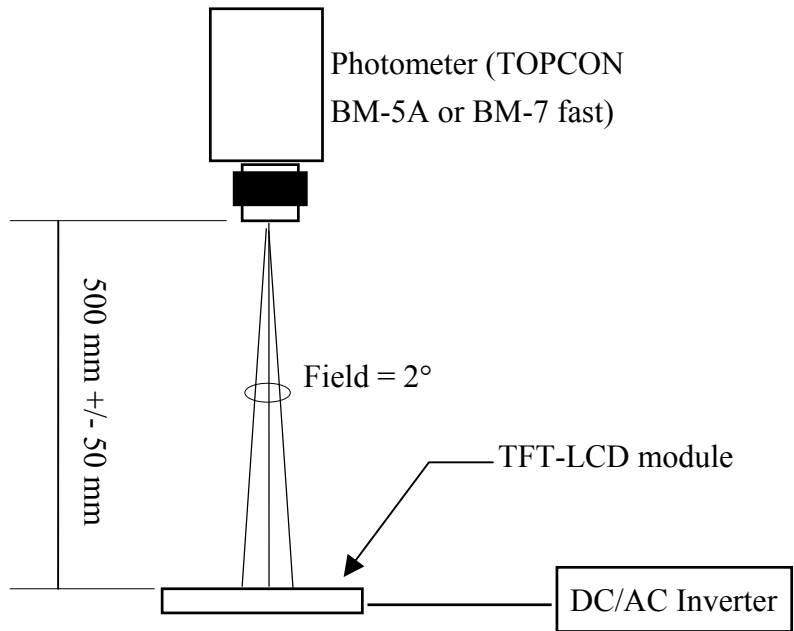 Photometer (TOPCON
BM-5A or BM-7 fast)
500 mm +/- 50 mm
Field = 2°
TFT-LCD module
DC/AC Inverter